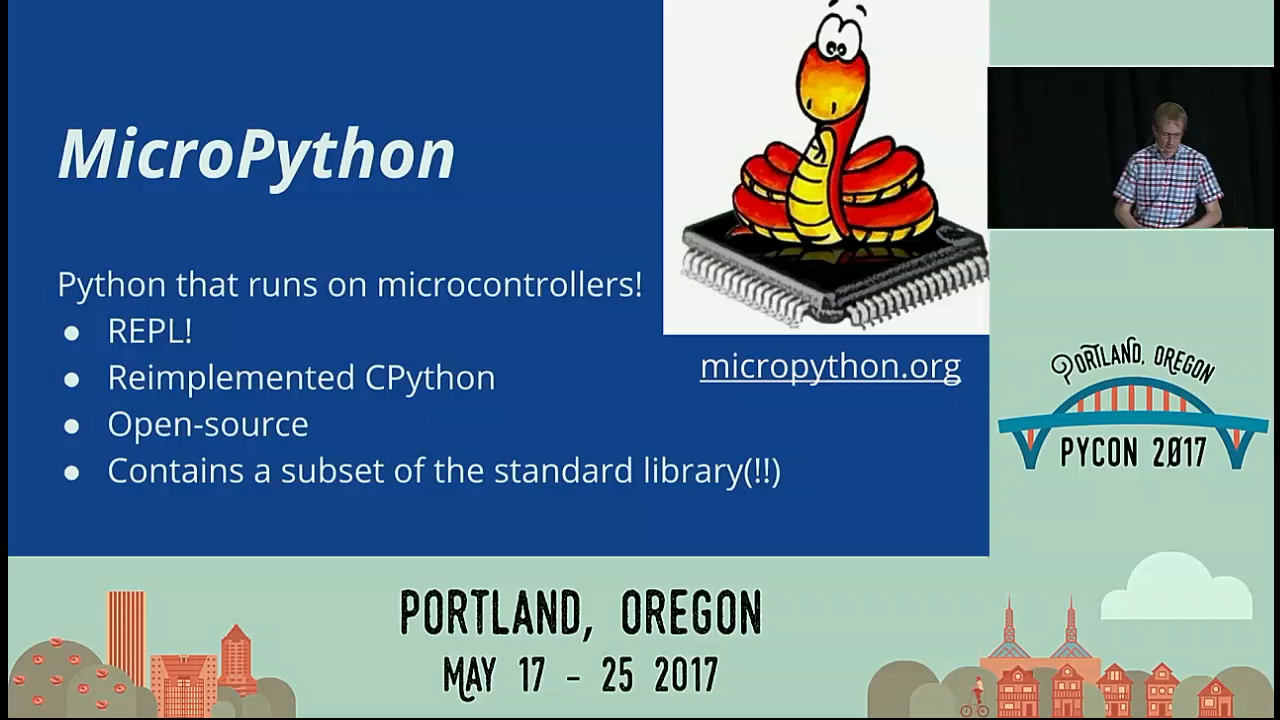 MicroPython
Python that runs on microcontrollers!
● REPL!
● Reimplemented CPython
● Open-source
● Contains a subset of the standard library(!!)
micropython.org
PORTLAND, OREGON
PYCON 2017
PORTLAND, OREGON
MAY 17 - 25 2017